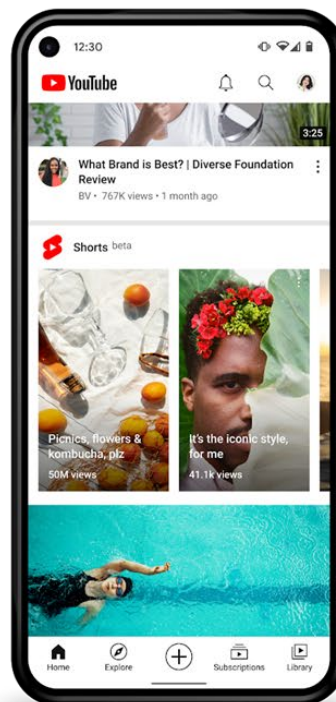 12:30
YouTube
3:25
What Brand is Best? | Diverse Foundation
Review
BV • 767K views • 1 month ago
Shorts beta
Picnics, flowers &
kombucha, plz
50M views
It's the iconic style,
for me
41.1k views
Home
Explore
Subscriptions
Library